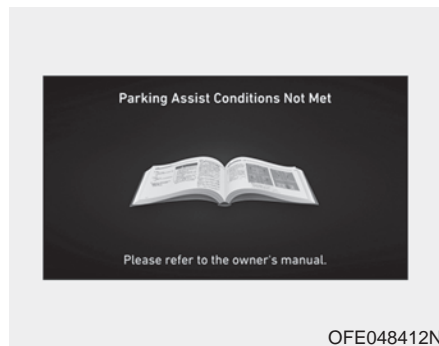 Parking Assist Conditions Not Met
Please refer to the owner's manual.
OFE048412N